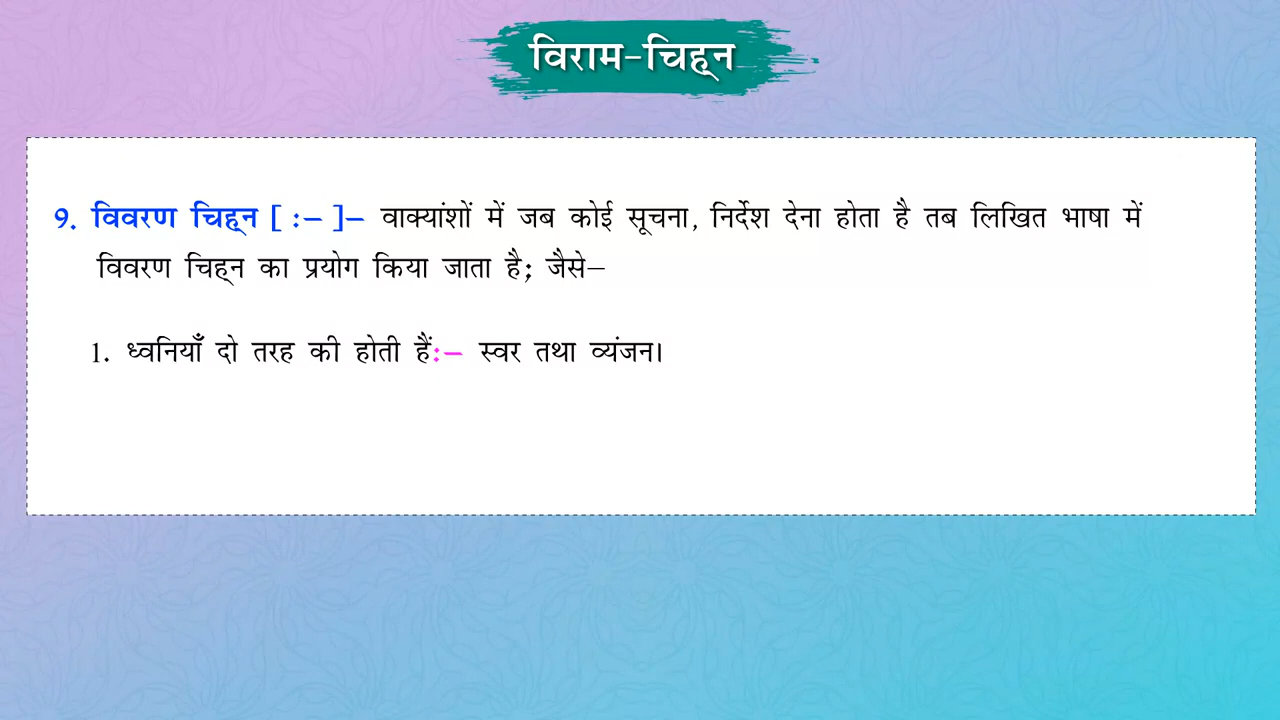 विराम-चिह्‌न
9. विवरण चिह्‌न [ :– ]– वाक्यांशों में जब कोई सूचना, निर्देश देना होता है तब लिखित भाषा में
विवरण चिह्‌न का प्रयोग किया जाता है; जैसे–
1. ध्वनियाँ दो तरह की होती हैं:– स्वर तथा व्यंजन।